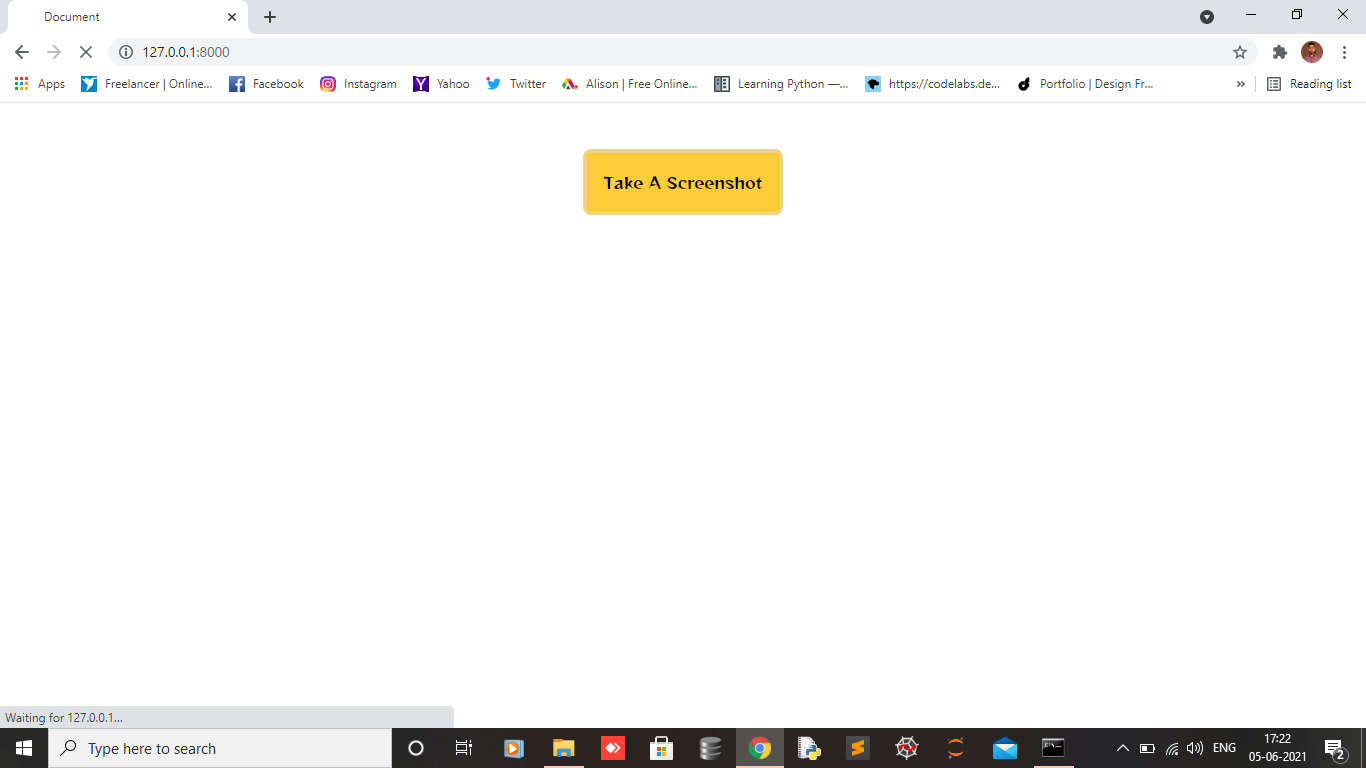 Document
127.0.0.1:8000
Apps
Freelancer | Online...
Facebook
Instagram
Yahoo
Twitter
Alison | Free Online...
Learning Python —...
https://codelabs.de...
Portfolio | Design Fr...
»
Reading list
Take A Screenshot
Waiting for 127.0.0.1...
Type here to search
ENG
17:22
05-06-2021
2